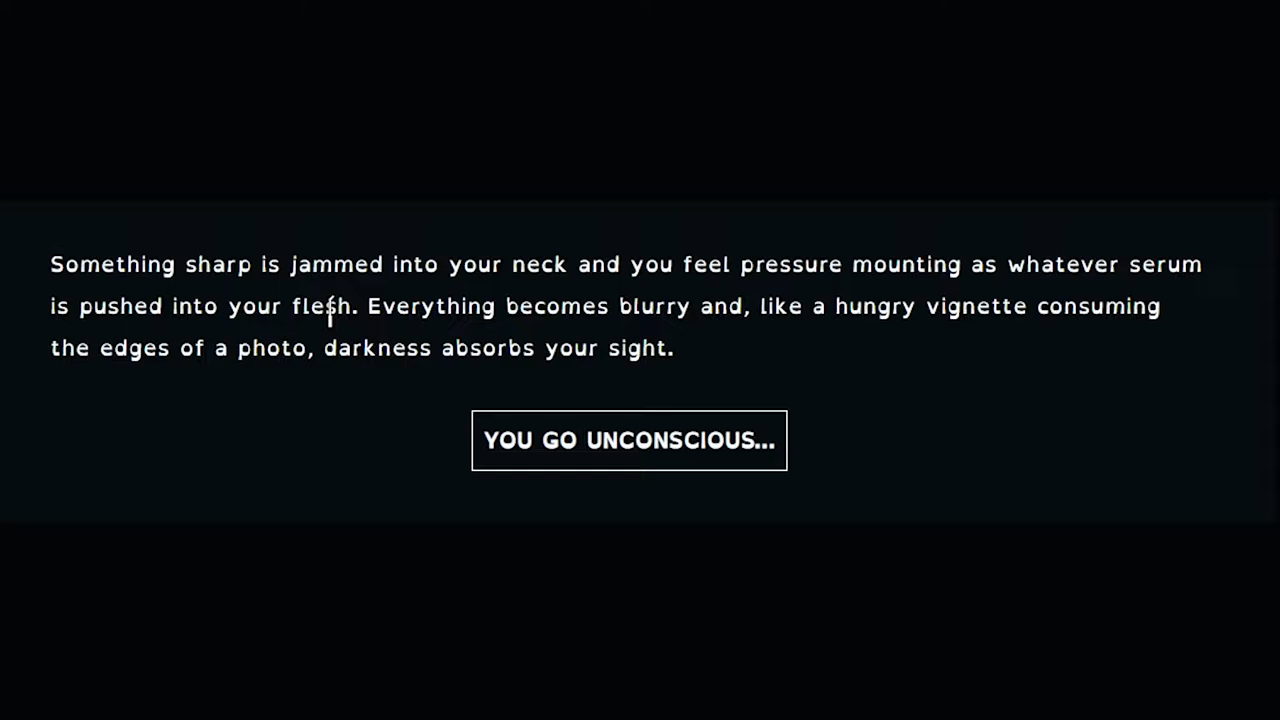 Something sharp is jammed into your neck and you feel pressure mounting as whatever serum
is pushed into your flesh. Everything becomes blurry and, like a hungry vignette consuming
the edges of a photo, darkness absorbs your sight.
YOU GO UNCONSCIOUS...